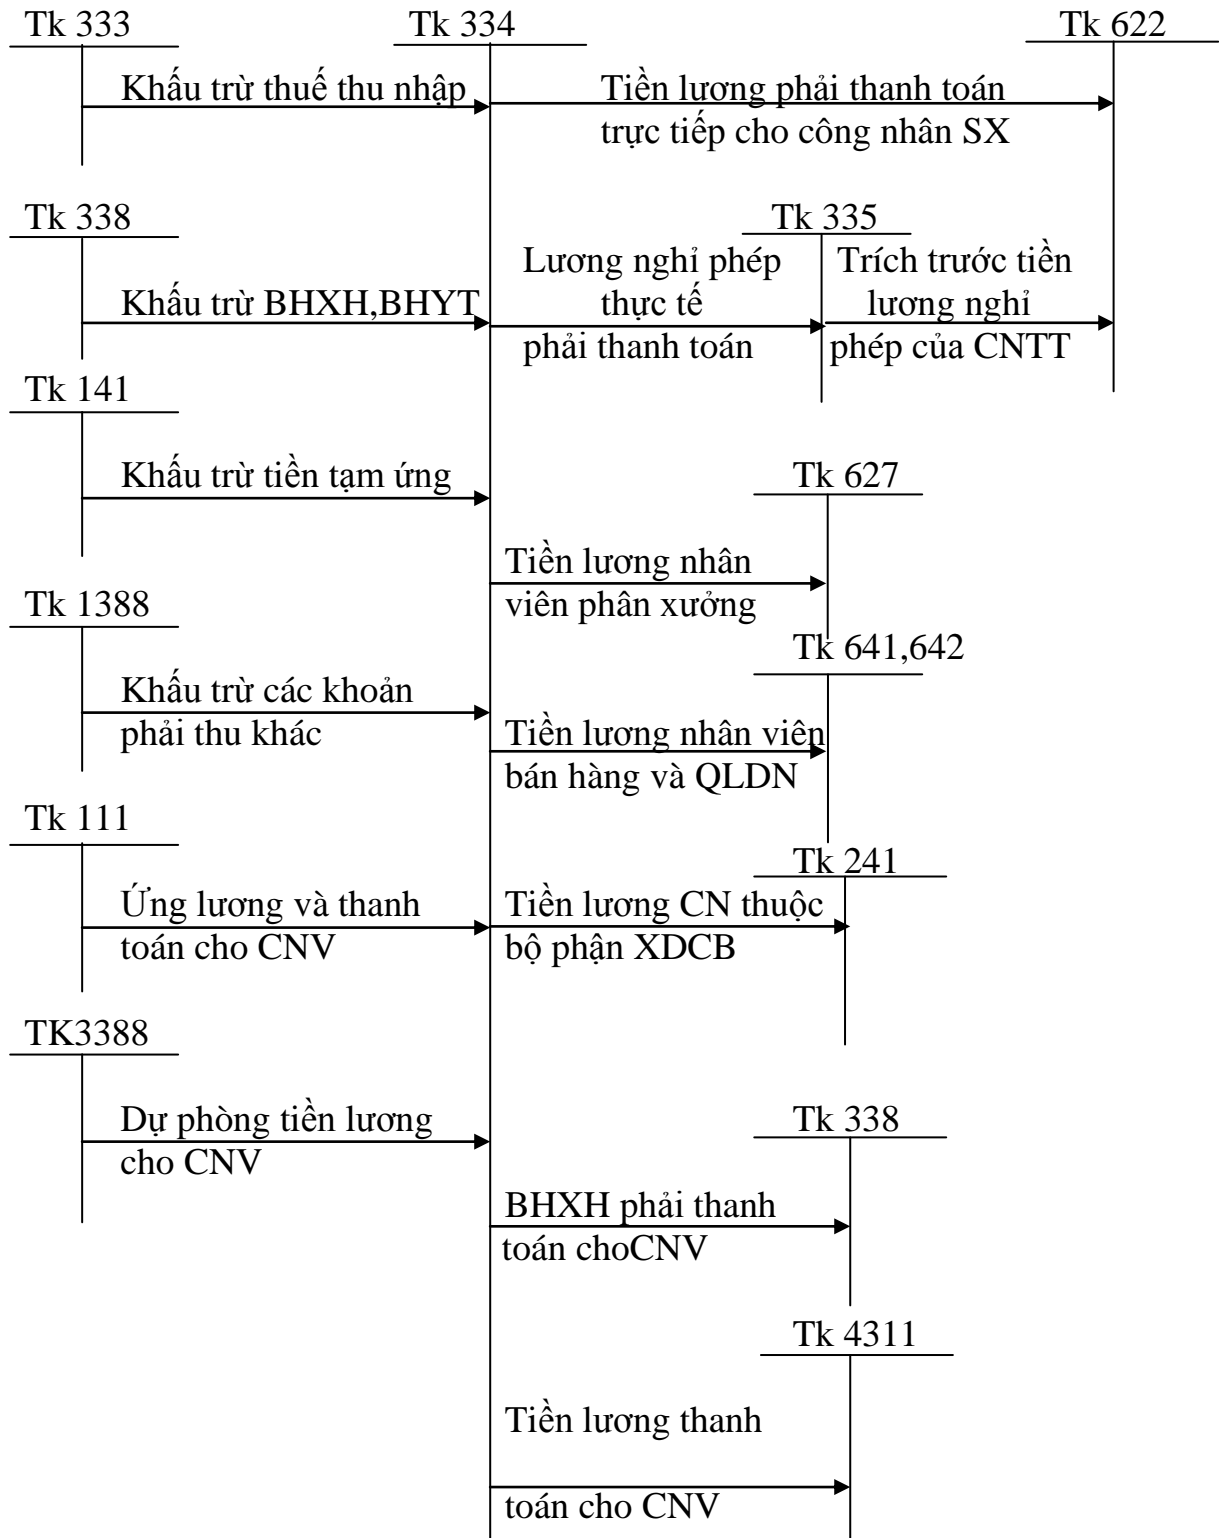 Tk 333
Tk 334
Tk 622
Khấu trừ thuế thu nhập
Tiền lương phải thanh toán
trực tiếp cho công nhân SX
Tk 338
Tk 335
Khấu trừ BHXH,BHYT
Lương nghỉ phép
thực tế
phải thanh toán
Trích trước tiền
lương nghỉ
phép của CNTT
Tk 141
Khấu trừ tiền tạm ứng
Tk 627
Tiền lương nhân
viên phân xưởng
Tk 1388
Tk 641,642
Khấu trừ các khoản
phải thu khác
Tiền lương nhân viên
bán hàng và QLDN
Tk 111
Tk 241
Ứng lương và thanh
toán cho CNV
Tiền lương CN thuộc
bộ phận XDCB
TK3388
Dự phòng tiền lương
cho CNV
Tk 338
BHXH phải thanh
toán choCNV
Tk 4311
Tiền lương thanh
toán cho CNV